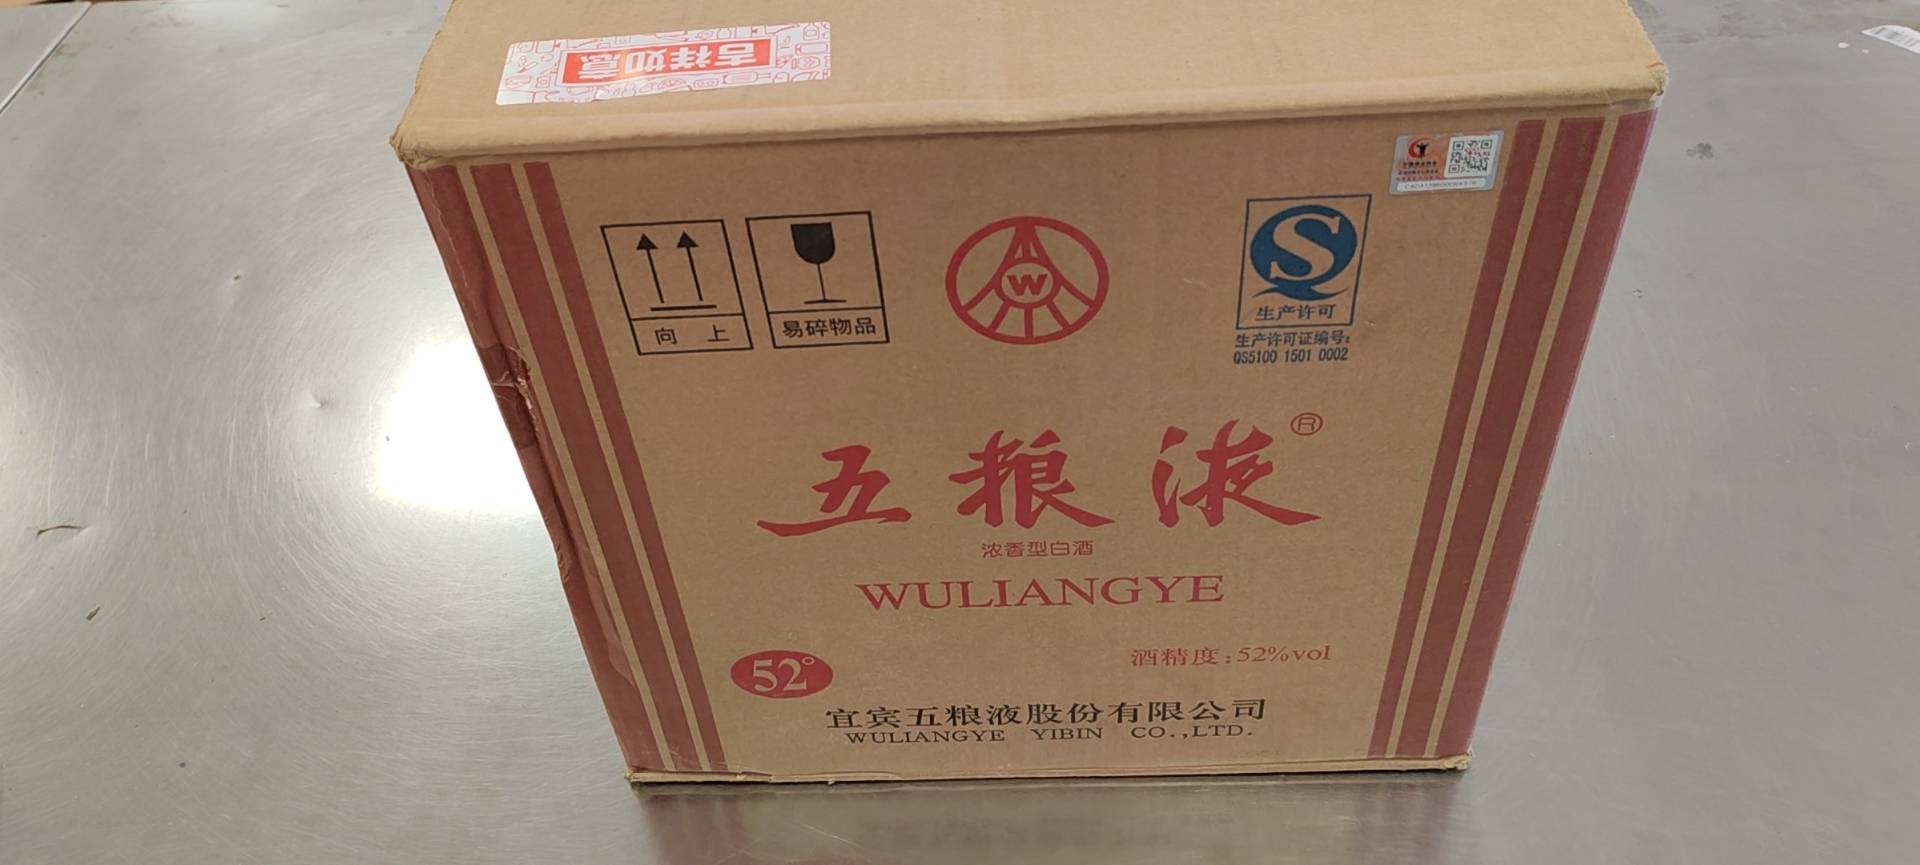 吉祥如意
向 上
易碎物品
W
S
生产许可
生产许可证编号:
QS5100 1501 0002
五粮液®
浓香型白酒
WULIANGYE
52°
酒精度:52%vol
宜宾五粮液股份有限公司
WULIANGYE YIBIN CO.,LTD.